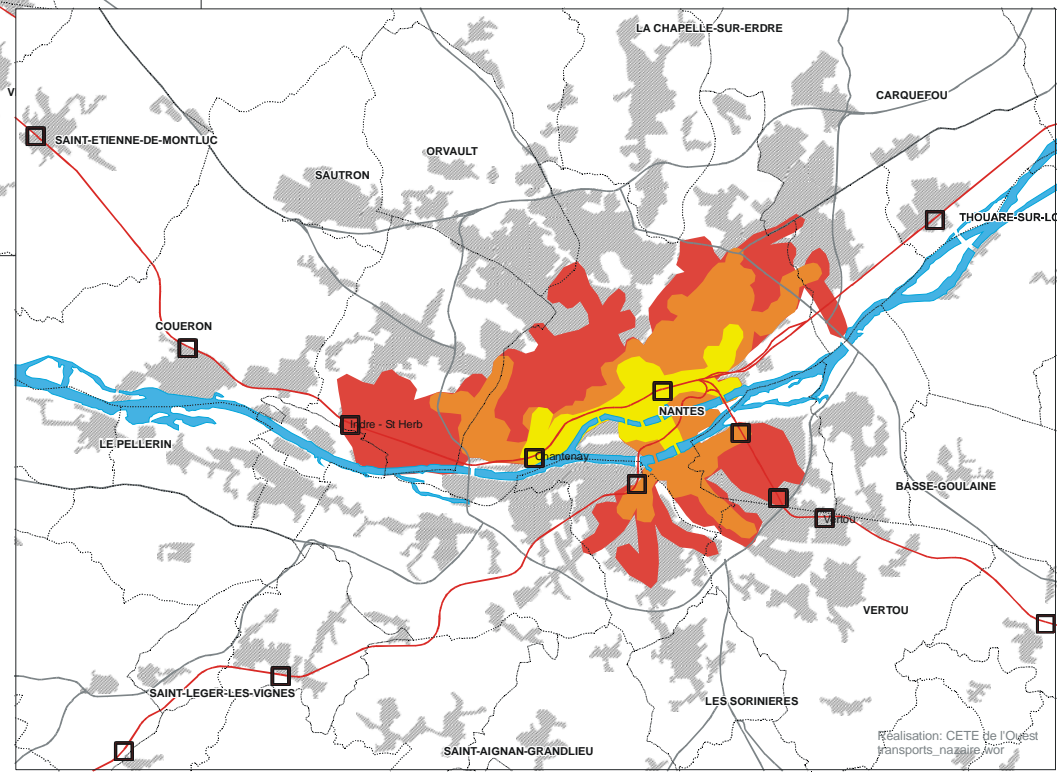 LA CHAPELLE-SUR-ERDRE
V
CARQUEFOU
SAINT-ETIENNE-DE-MONTLUC
ORVAULT
SAUTRON
THOUARE-SUR-LO
COUERON
NANTES
Indre - St Herb
LE PELLERIN
Chantenay
BASSE-GOULAINE
Vertou
VERTOU
SAINT-LEGER-LES-VIGNES
LES SORINIERES
SAINT-AIGNAN-GRANDLIEU
Réalisation: CETE de l'Ouest
transports_nazaire.wor